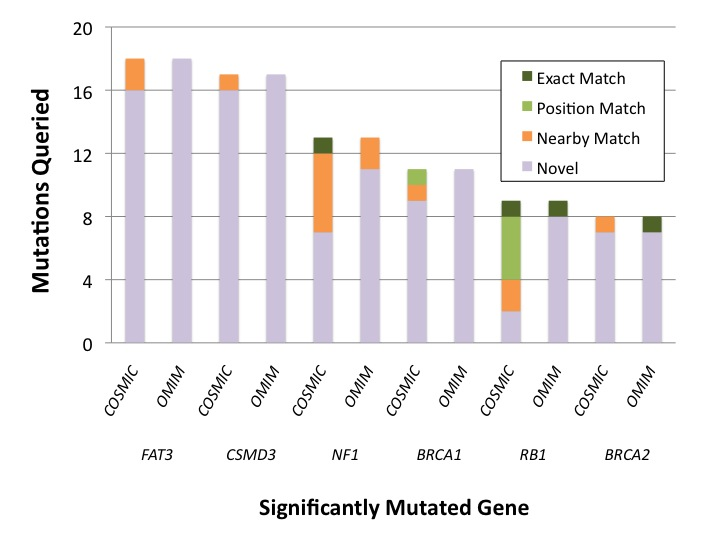 20
16
12
8
4
0
Mutations Queried
Exact Match
Position Match
Nearby Match
Novel
COSMIC OMIM COSMIC OMIM COSMIC OMIM COSMIC OMIM COSMIC OMIM COSMIC OMIM
FAT3 CSMD3 NF1 BRCA1 RB1 BRCA2
Significantly Mutated Gene